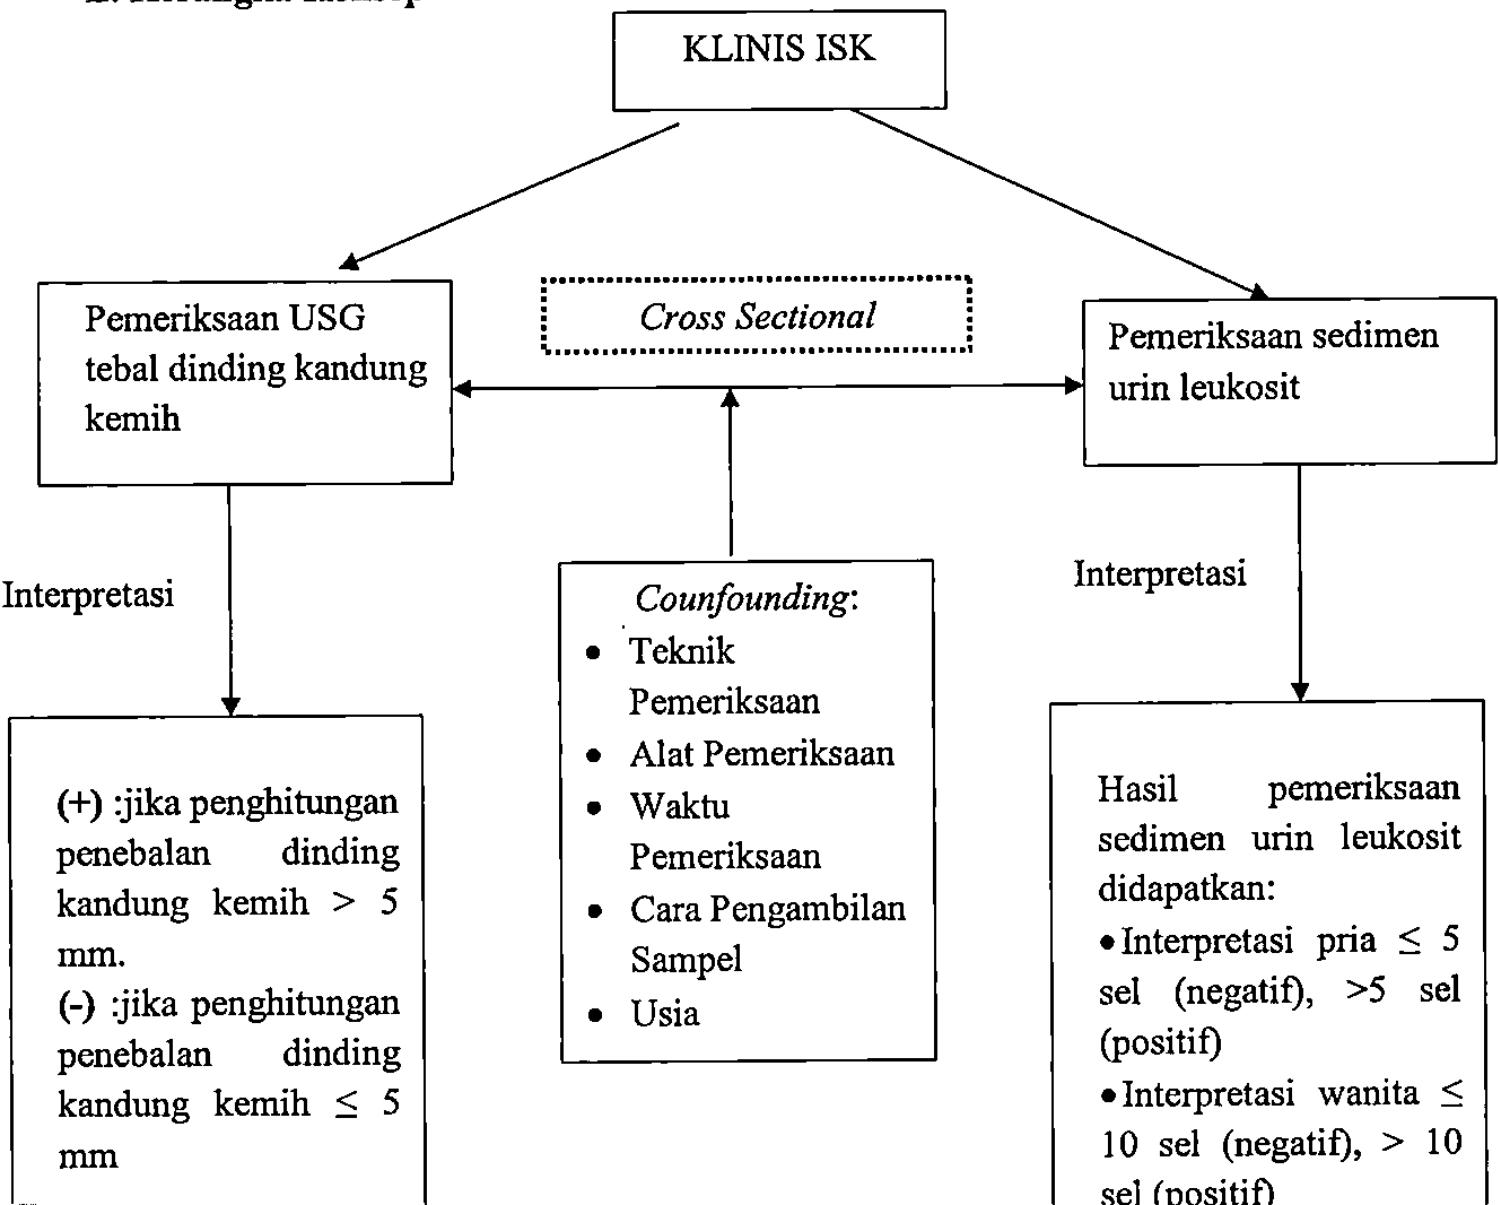 KLINIS ISK
Pemeriksaan USG
tebal dinding kandung
kemih
Cross Sectional
Pemeriksaan sedimen
urin leukosit
Interpretasi
Counfounding:
• Teknik
Pemeriksaan
• Alat Pemeriksaan
• Waktu
Pemeriksaan
• Cara Pengambilan
Sampel
• Usia
Interpretasi
(+) :jika penghitungan
penebalan dinding
kandung kemih > 5
mm.
(-) :jika penghitungan
penebalan dinding
kandung kemih ≤ 5
mm
Hasil pemeriksaan
sedimen urin leukosit
didapatkan:
• Interpretasi pria ≤ 5
sel (negatif), >5 sel
(positif)
• Interpretasi wanita ≤
10 sel (negatif), > 10
sel (positif)